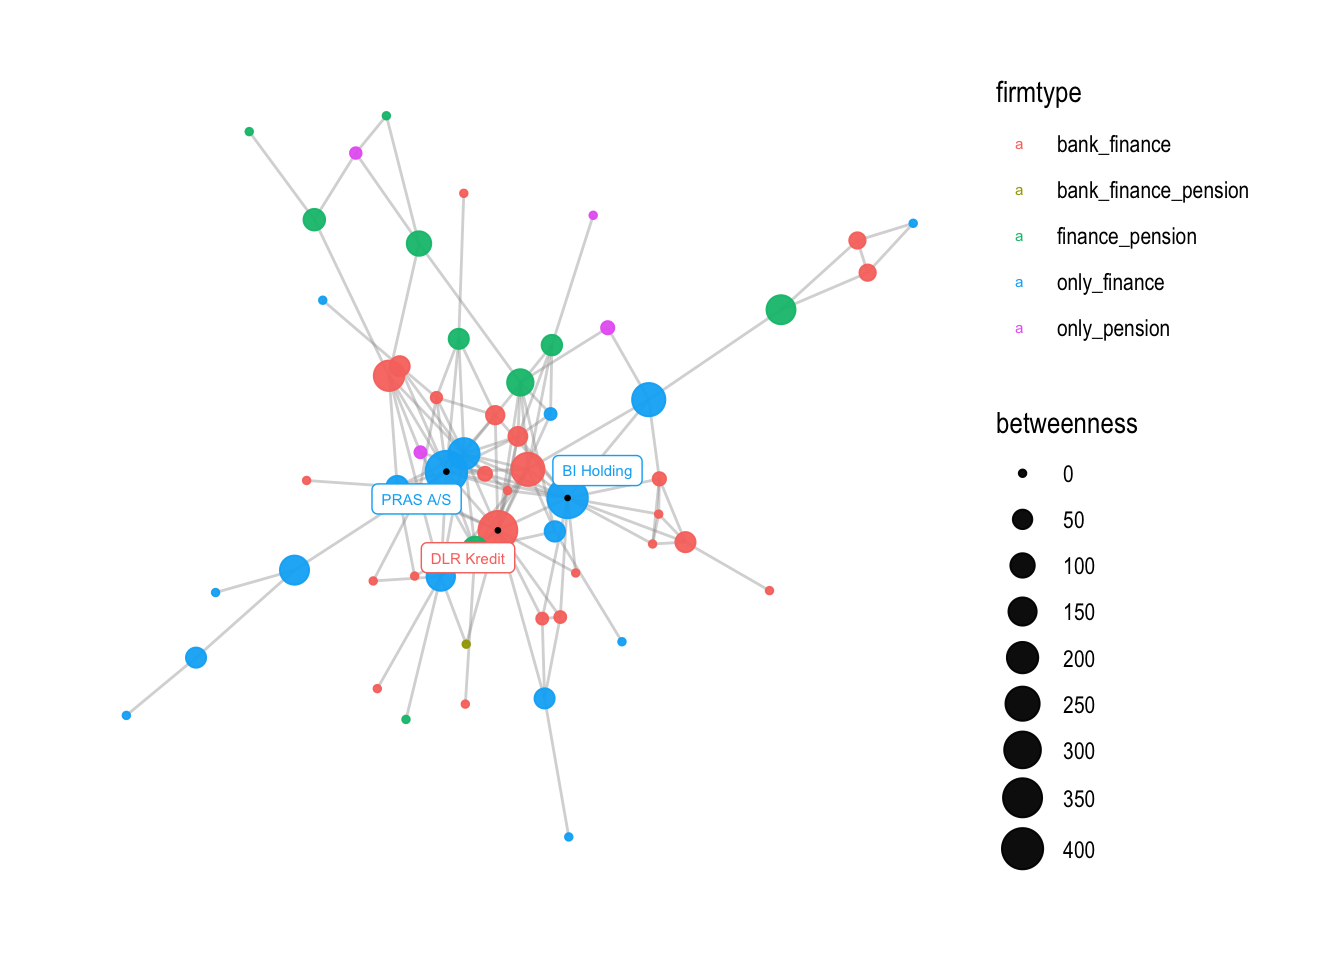 firmtype
a bank_finance
a bank_finance_pension
a finance_pension
a only_finance
a only_pension
BI Holding
PRAS A/S
DLR Kredit
betweenness
0
50
100
150
200
250
300
350
400